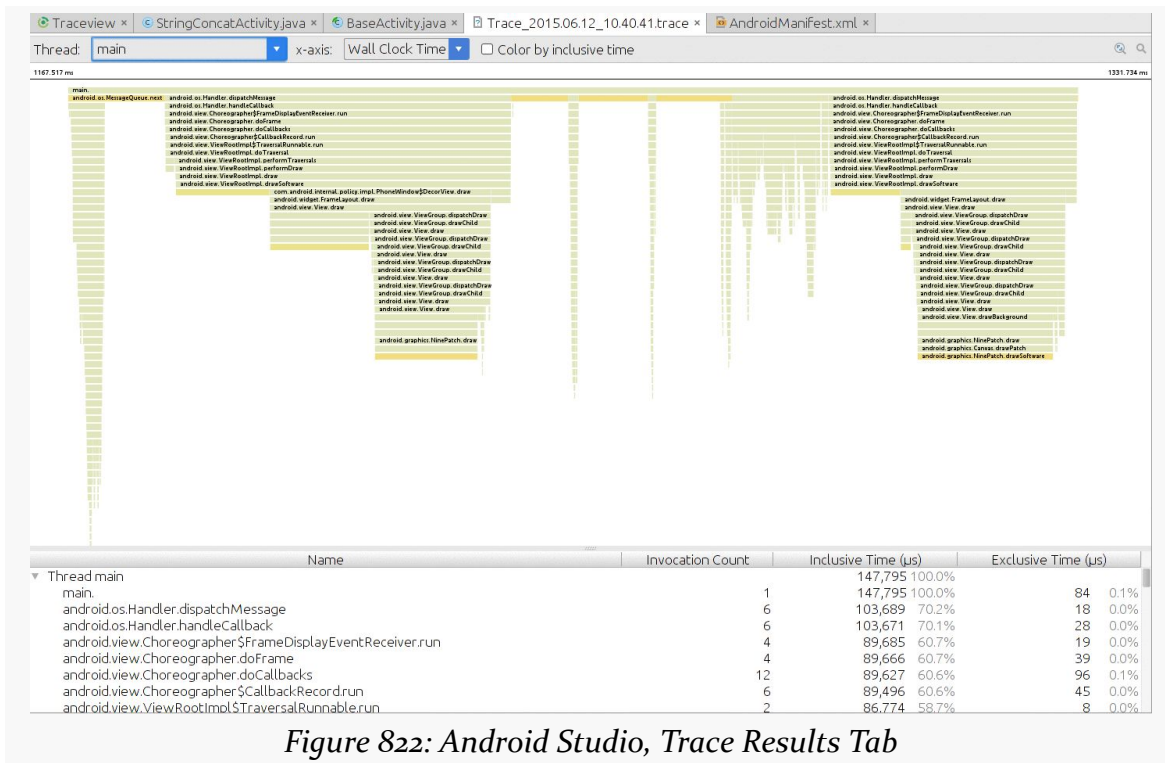 Traceview × StringConcatActivity.java × BaseActivity.java × Trace_2015.06.12_10.40.41.trace × AndroidManifest.xml ×
Thread: main x-axis: Wall Clock Time Color by inclusive time
1167.517 ms 1331.734 ms
main.
android.os.MessageQueue.next android.os.Handler.dispatchMessage android.os.Handler.dispatchMessage
android.os.Handler.handleCallback android.os.Handler.handleCallback
android.view.Choreographer$FrameDisplayEventReceiver.run android.view.Choreographer$FrameDisplayEventReceiver.run
android.view.Choreographer.doFrame android.view.Choreographer.doFrame
android.view.Choreographer.doCallbacks android.view.Choreographer.doCallbacks
android.view.Choreographer$CallbackRecord.run android.view.Choreographer$CallbackRecord.run
android.view.ViewRootImpl$TraversalRunnable.run android.view.ViewRootImpl$TraversalRunnable.run
android.view.ViewRootImpl.doTraversal android.view.ViewRootImpl.doTraversal
android.view.ViewRootImpl.performTraversals android.view.ViewRootImpl.performTraversals
android.view.ViewRootImpl.performDraw android.view.ViewRootImpl.performDraw
android.view.ViewRootImpl.draw android.view.ViewRootImpl.draw
android.view.ViewRootImpl.drawSoftware android.view.ViewRootImpl.drawSoftware
com.android.internal.policy.impl.PhoneWindow$DecorView.draw
android.widget.FrameLayout.draw android.widget.FrameLayout.draw
android.view.View.draw android.view.View.draw
android.view.ViewGroup.dispatchDraw android.view.ViewGroup.dispatchDraw
android.view.ViewGroup.drawChild android.view.ViewGroup.drawChild
android.view.View.draw android.view.View.draw
android.view.ViewGroup.dispatchDraw android.view.ViewGroup.dispatchDraw
android.view.ViewGroup.drawChild android.view.ViewGroup.drawChild
android.view.View.draw android.view.View.draw
android.view.ViewGroup.dispatchDraw android.view.ViewGroup.dispatchDraw
android.view.ViewGroup.drawChild android.view.ViewGroup.drawChild
android.view.View.draw android.view.View.draw
android.view.ViewGroup.dispatchDraw android.view.ViewGroup.dispatchDraw
android.view.ViewGroup.drawChild android.view.ViewGroup.drawChild
android.view.View.draw android.view.View.draw
android.view.View.draw android.view.View.draw
android.view.View.drawBackground
android.graphics.NinePatch.draw android.graphics.NinePatch.draw
android.graphics.Canvas.drawPatch
android.graphics.NinePatch.drawSoftware
Name Invocation Count Inclusive Time (µs) Exclusive Time (µs)
Thread main 147,795 100.0%
main. 1 147,795 100.0% 84 0.1%
android.os.Handler.dispatchMessage 6 103,689 70.2% 18 0.0%
android.os.Handler.handleCallback 6 103,671 70.1% 28 0.0%
android.view.Choreographer$FrameDisplayEventReceiver.run 4 89,685 60.7% 19 0.0%
android.view.Choreographer.doFrame 4 89,666 60.7% 39 0.0%
android.view.Choreographer.doCallbacks 12 89,627 60.6% 96 0.1%
android.view.Choreographer$CallbackRecord.run 6 89,496 60.6% 45 0.0%
android.view.ViewRootImpl$TraversalRunnable.run 2 86,774 58.7% 8 0.0%
Figure 822: Android Studio, Trace Results Tab